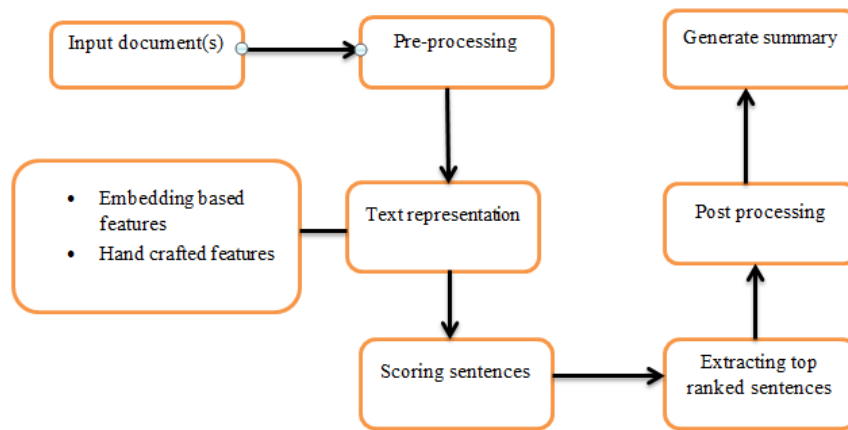 Input document(s)
Pre-processing
Generate summary
• Embedding based
features
• Hand crafted features
Text representation
Post processing
Scoring sentences
Extracting top
ranked sentences